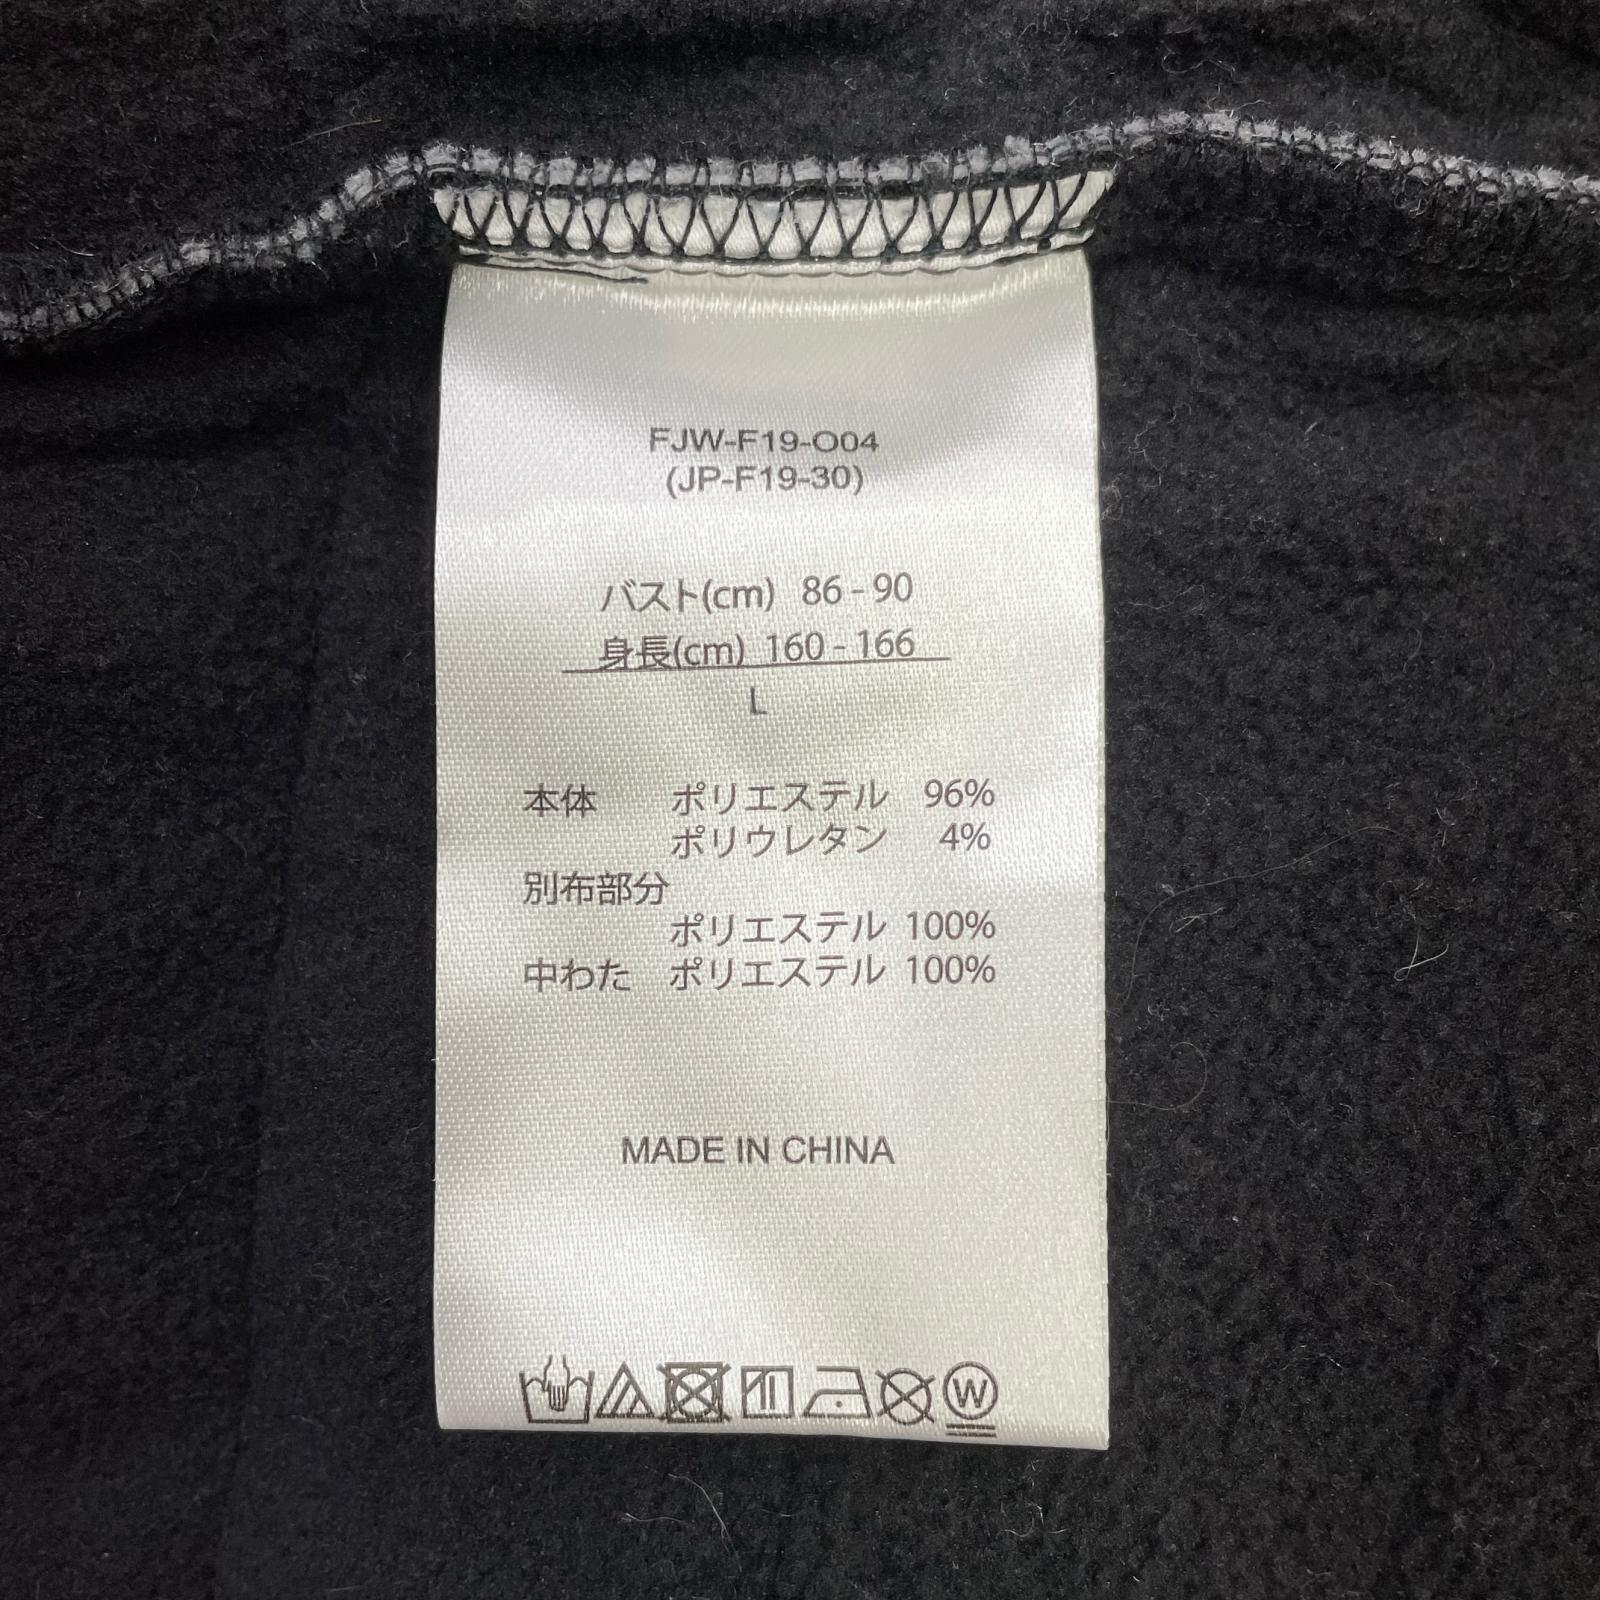 FJW-F19-O04
(JP-F19-30)
バスト(cm) 86 - 90
身長(cm) 160 - 166
L
本体 ポリエステル 96%
ポリウレタン 4%
別布部分
ポリエステル 100%
中わた ポリエステル 100%
MADE IN CHINA
W